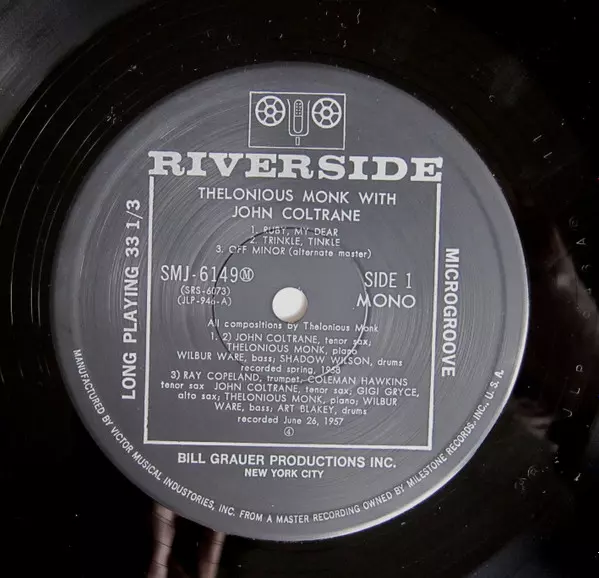 RIVERSIDE
THELONIOUS MONK WITH
JOHN COLTRANE
1. RUBY, MY DEAR
2. TRINKLE, TINKLE
3. OFF MINOR (alternate master)
SMJ-6149 Ⓜ
(SRS-6073)
(JLP-946-A)
SIDE 1
MONO
LONG PLAYING 33 1/3
MICROGROOVE
All compositions by Thelonious Monk
1. 2) JOHN COLTRANE, tenor sax;
THELONIOUS MONK, piano
WILBUR WARE, bass; SHADOW WILSON, drums
recorded spring, 1958
3) RAY COPELAND, trumpet, COLEMAN HAWKINS
tenor sax JOHN COLTRANE, tenor sax; GIGI GRYCE,
alto sax; THELONIOUS MONK, piano; WILBUR
WARE, bass; ART BLAKEY, drums
recorded June 26, 1957
④
BILL GRAUER PRODUCTIONS INC.
NEW YORK CITY
MANUFACTURED BY VICTOR MUSICAL INDUSTRIES, INC. FROM A MASTER RECORDING OWNED BY MILESTONE RECORDS, INC., U.S.A.